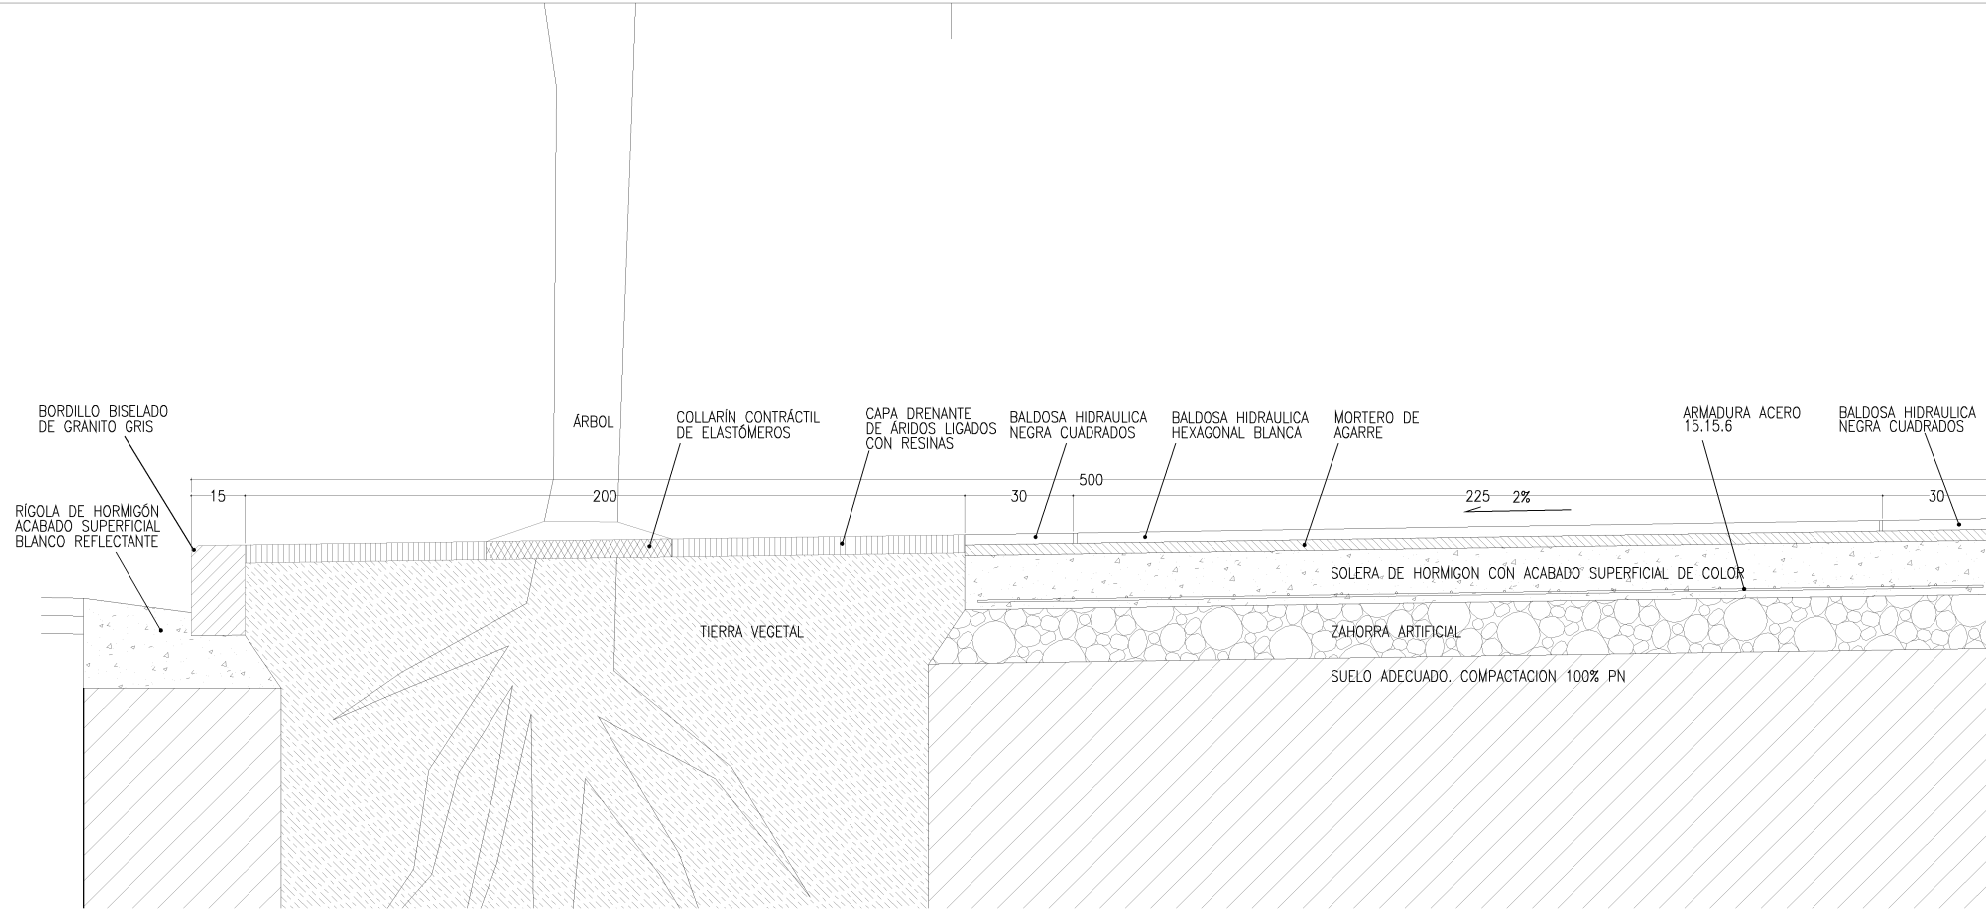 BORDILLO BISELADO
DE GRANITO GRIS
RÍGOLA DE HORMIGÓN
ACABADO SUPERFICIAL
BLANCO REFLECTANTE
ÁRBOL
COLLARÍN CONTRÁCTIL
DE ELASTÓMEROS
CAPA DRENANTE
DE ÁRIDOS LIGADOS
CON RESINAS
BALDOSA HIDRAULICA
NEGRA CUADRADOS
BALDOSA HIDRAULICA
HEXAGONAL BLANCA
MORTERO DE
AGARRE
ARMADURA ACERO
15.15.6
BALDOSA HIDRAULICA
NEGRA CUADRADOS
500
15
200
30
225
2%
30
SOLERA DE HORMIGON CON ACABADO SUPERFICIAL DE COLOR
TIERRA VEGETAL
ZAHORRA ARTIFICIAL
SUELO ADECUADO. COMPACTACION 100% PN